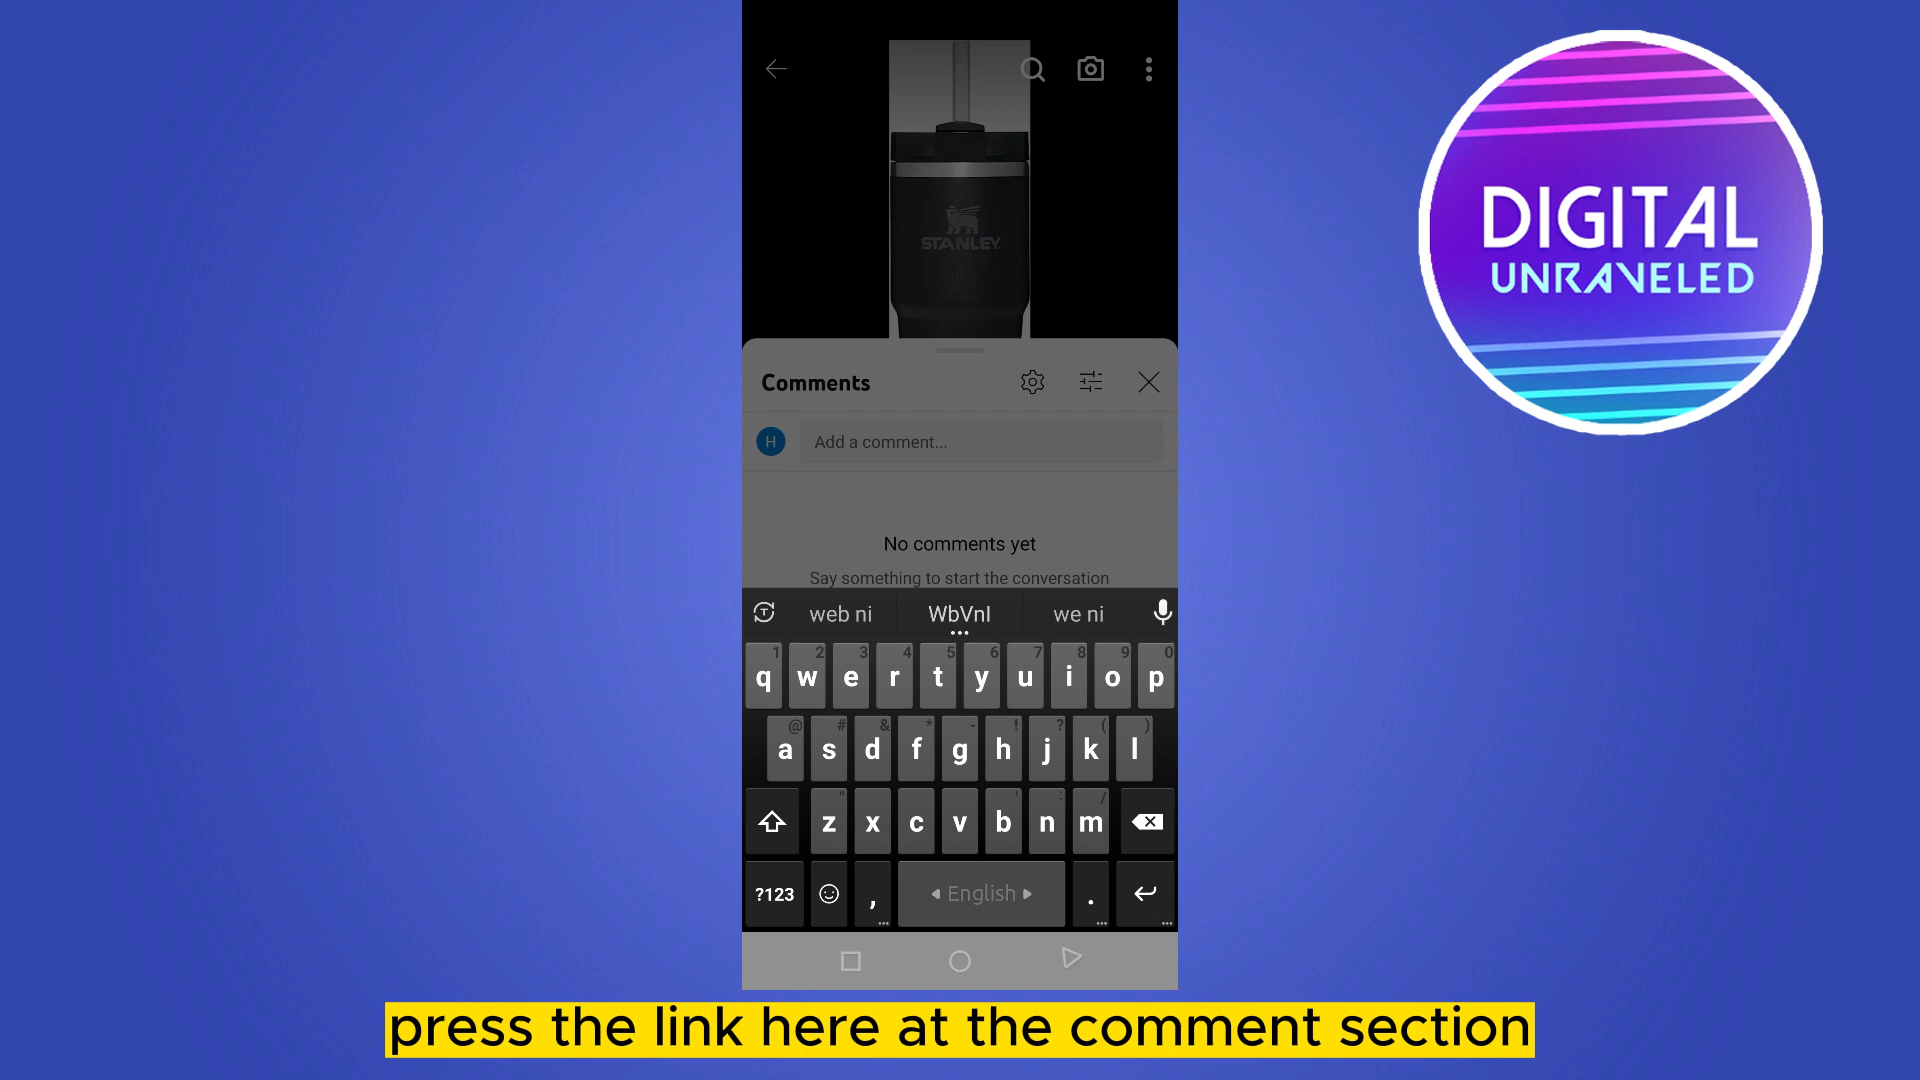 DIGITAL
UNRAVELED
STANLEY
Comments
H
Add a comment...
No comments yet
Say something to start the conversation
web ni WbVnI we ni
1 2 3 4 5 6 7 8 9 0
q w e r t y u i o p
@ # & * - ! ? ( )
a s d f g h j k l
" ' : /
z x c v b n m
?123 , English .
press the link here at the comment section